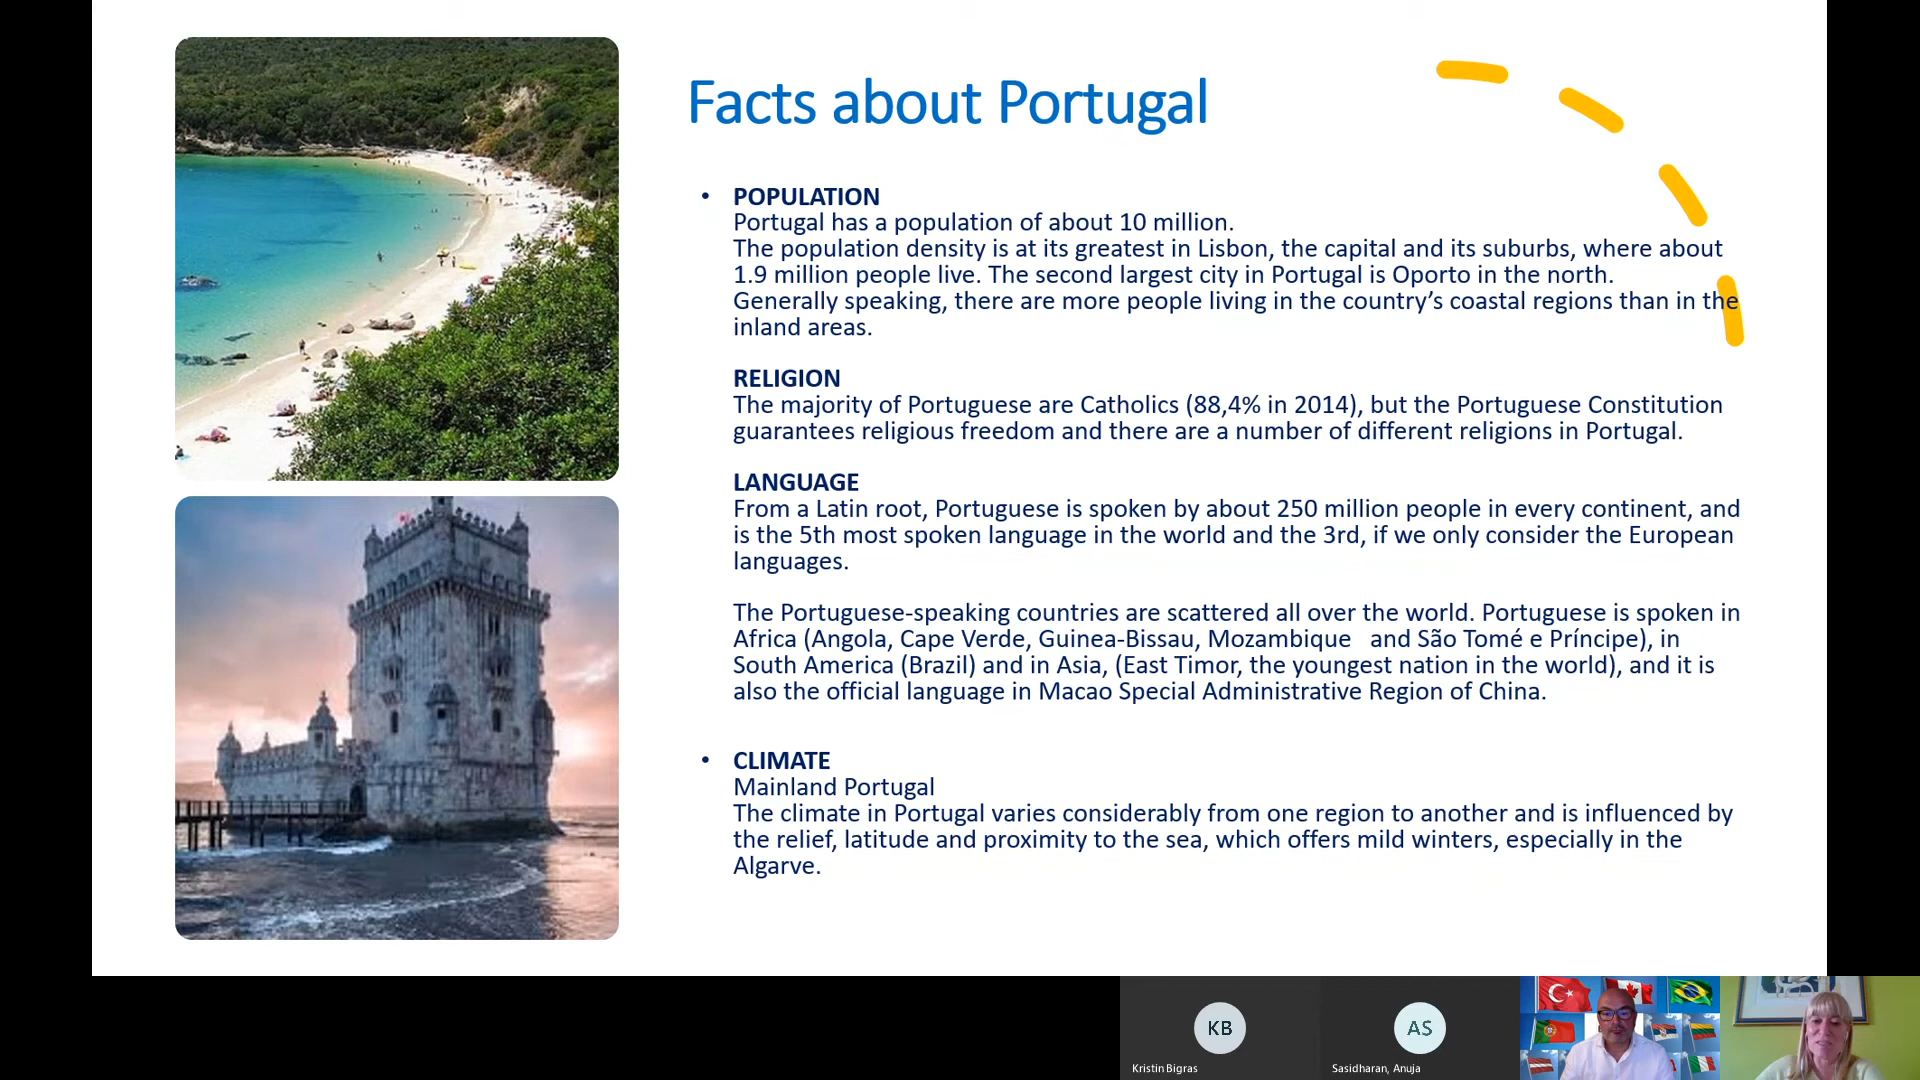 Facts about Portugal
• POPULATION
Portugal has a population of about 10 million.
The population density is at its greatest in Lisbon, the capital and its suburbs, where about
1.9 million people live. The second largest city in Portugal is Oporto in the north.
Generally speaking, there are more people living in the country’s coastal regions than in the
inland areas.
RELIGION
The majority of Portuguese are Catholics (88,4% in 2014), but the Portuguese Constitution
guarantees religious freedom and there are a number of different religions in Portugal.
LANGUAGE
From a Latin root, Portuguese is spoken by about 250 million people in every continent, and
is the 5th most spoken language in the world and the 3rd, if we only consider the European
languages.
The Portuguese-speaking countries are scattered all over the world. Portuguese is spoken in
Africa (Angola, Cape Verde, Guinea-Bissau, Mozambique and São Tomé e Príncipe), in
South America (Brazil) and in Asia, (East Timor, the youngest nation in the world), and it is
also the official language in Macao Special Administrative Region of China.
• CLIMATE
Mainland Portugal
The climate in Portugal varies considerably from one region to another and is influenced by
the relief, latitude and proximity to the sea, which offers mild winters, especially in the
Algarve.
KB
Kristin Bigras
AS
Sasidharan, Anuja